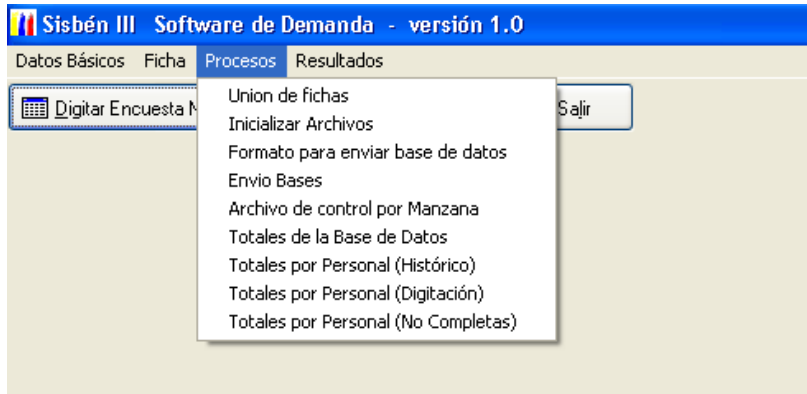 Sisbén III Software de Demanda - versión 1.0
Datos Básicos Ficha Procesos Resultados
Digitar Encuesta Salir
Union de fichas
Inicializar Archivos
Formato para enviar base de datos
Envio Bases
Archivo de control por Manzana
Totales de la Base de Datos
Totales por Personal (Histórico)
Totales por Personal (Digitación)
Totales por Personal (No Completas)